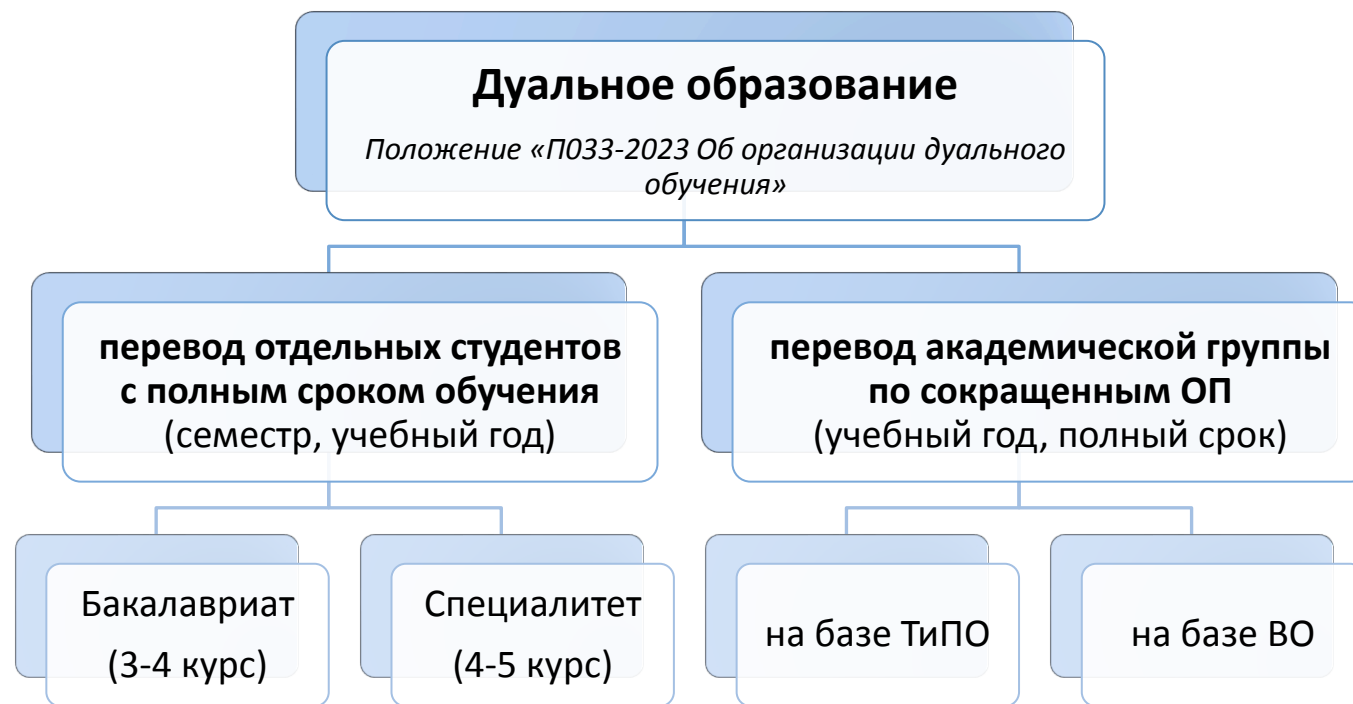 Дуальное образование
Положение «П033-2023 Об организации дуального
обучения»
перевод отдельных студентов
с полным сроком обучения
(семестр, учебный год)
перевод академической группы
по сокращенным ОП
(учебный год, полный срок)
Бакалавриат
(3-4 курс)
Специалитет
(4-5 курс)
на базе ТиПО
на базе ВО